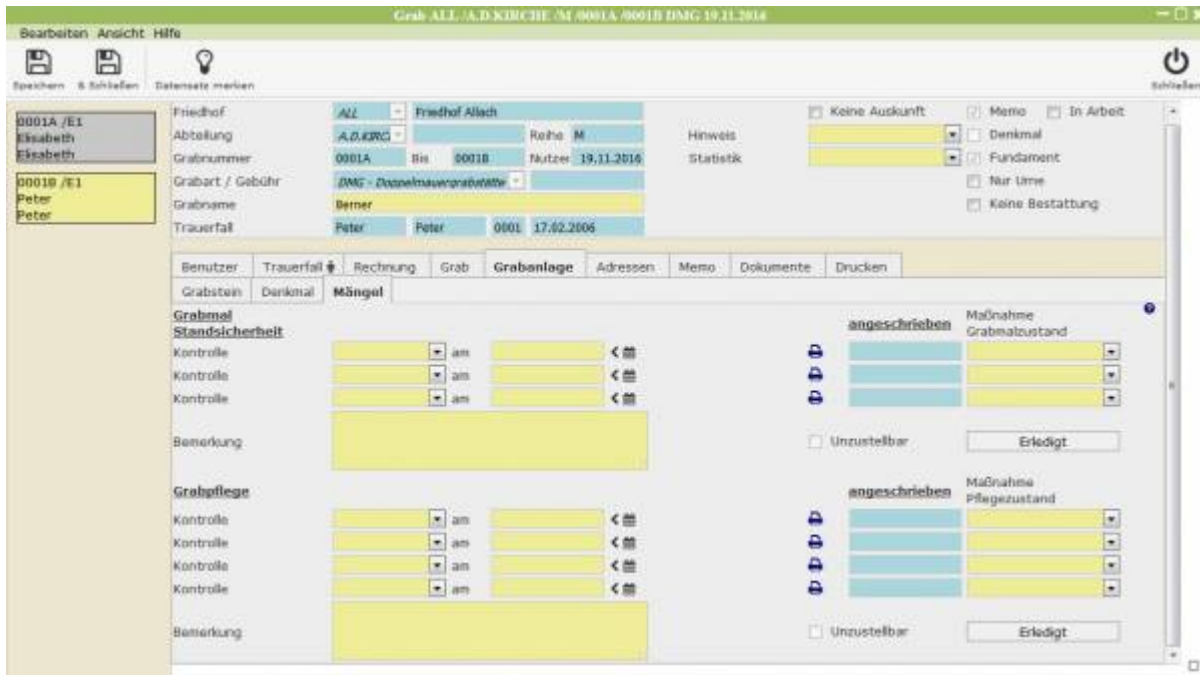 Grab ALL /A.D.KIRCHE /M /0001A /0001B DMG 19.11.2016
Bearbeiten Ansicht Hilfe
Speichern & Schließen Datensatz merken Schließen
0001A /E1
Elisabeth
Elisabeth
0001B /E1
Peter
Peter
Friedhof ALL Friedhof Allach Keine Auskunft Memo In Arbeit
Abteilung A.D.KIRC Reihe M Hinweis Denkmal
Grabnummer 0001A Bis 0001B Nutzer 19.11.2016 Statistik Fundament
Grabart / Gebühr DMG - Doppelmauergrabstätte Nur Urne
Grabname Berner Keine Bestattung
Trauerfall Peter Peter 0001 17.02.2006
Benutzer Trauerfall Rechnung Grab Grabanlage Adressen Memo Dokumente Drucken
Grabstein Denkmal Mängel
Grabmal
Standsicherheit angeschrieben Maßnahme
Grabmalzustand
Kontrolle am
Kontrolle am
Kontrolle am
Bemerkung Unzustellbar Erledigt
Grabpflege angeschrieben Maßnahme
Pflegezustand
Kontrolle am
Kontrolle am
Kontrolle am
Kontrolle am
Bemerkung Unzustellbar Erledigt